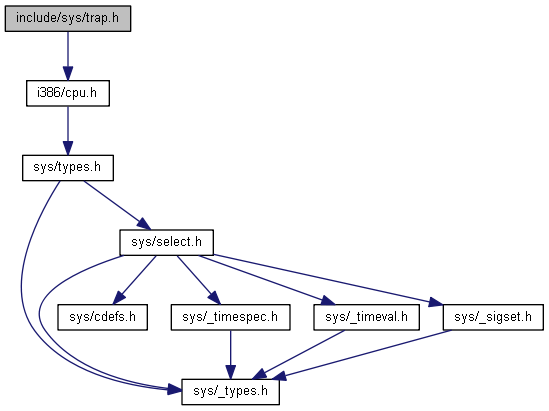 include/sys/trap.h
i386/cpu.h
sys/types.h
sys/select.h
sys/cdefs.h
sys/_timespec.h
sys/_timeval.h
sys/_sigset.h
sys/_types.h